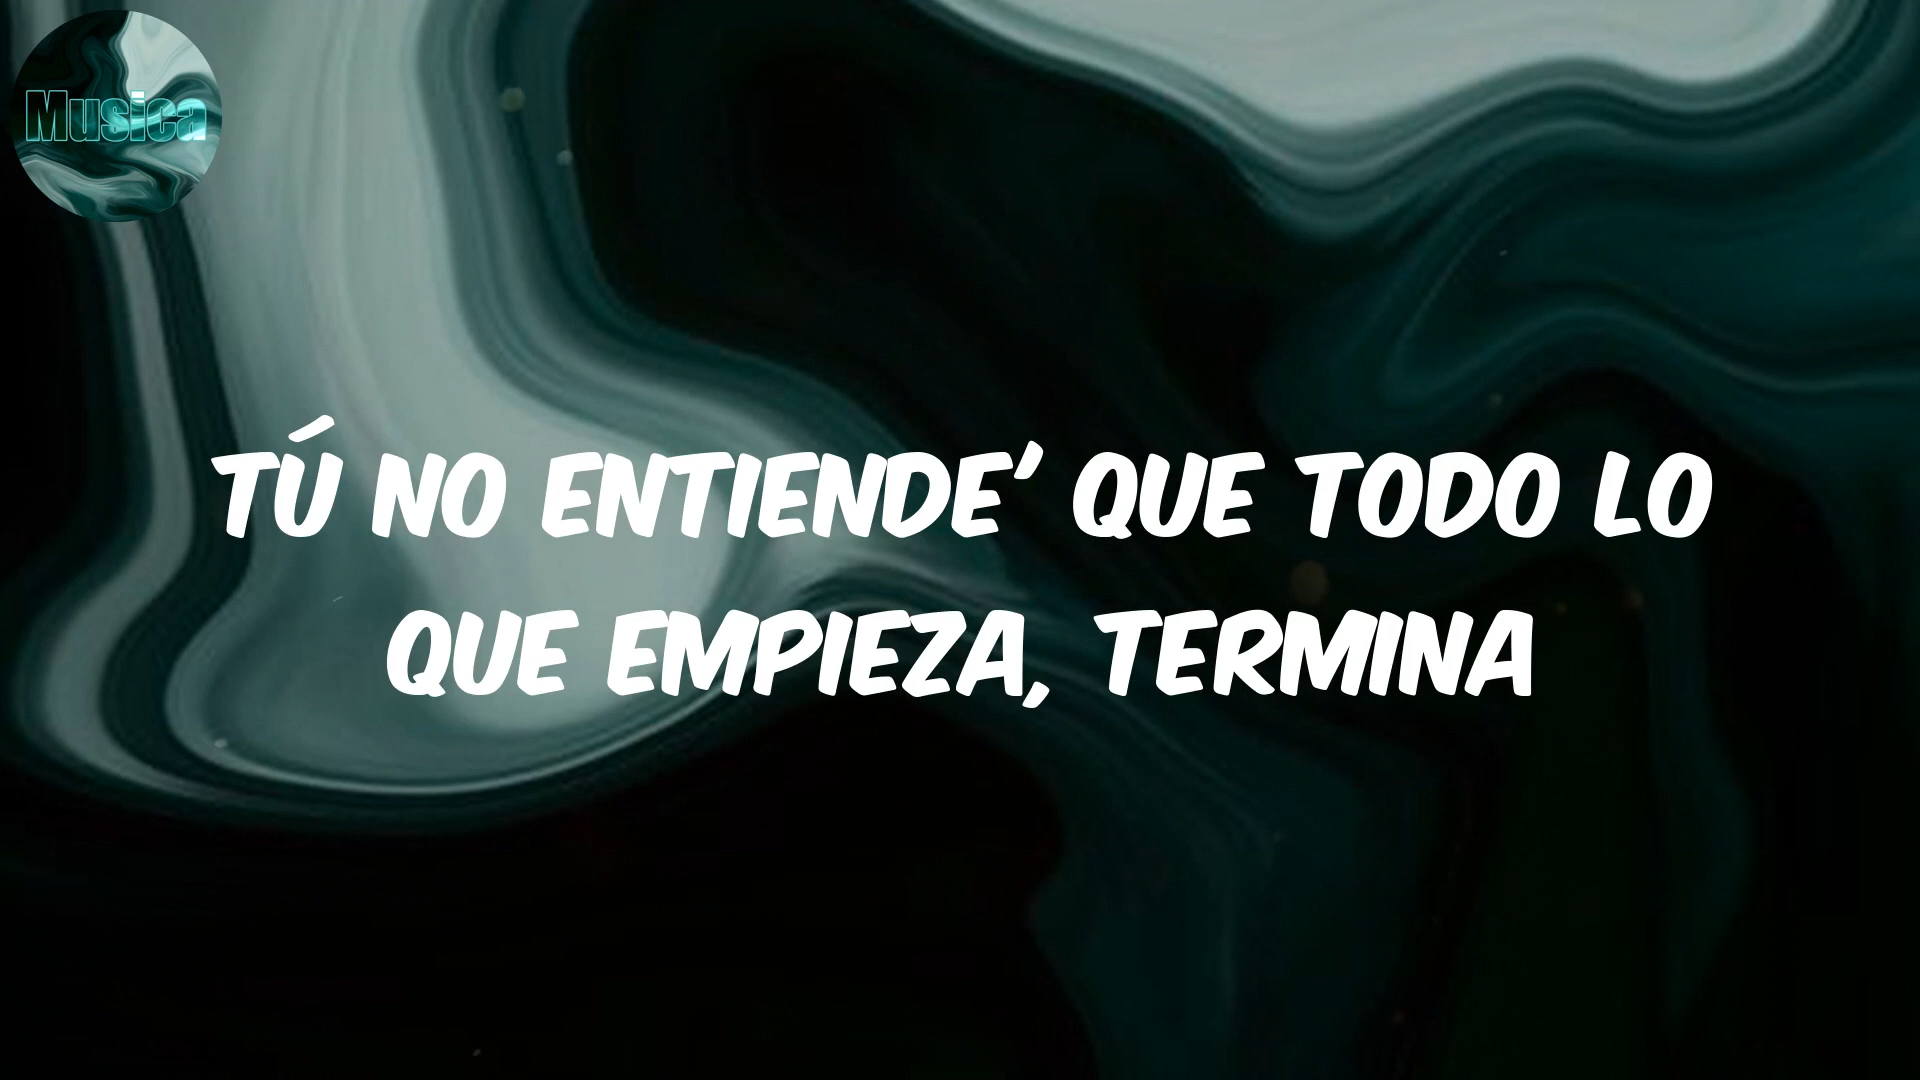 Musica
TÚ NO ENTIENDE' QUE TODO LO
QUE EMPIEZA, TERMINA